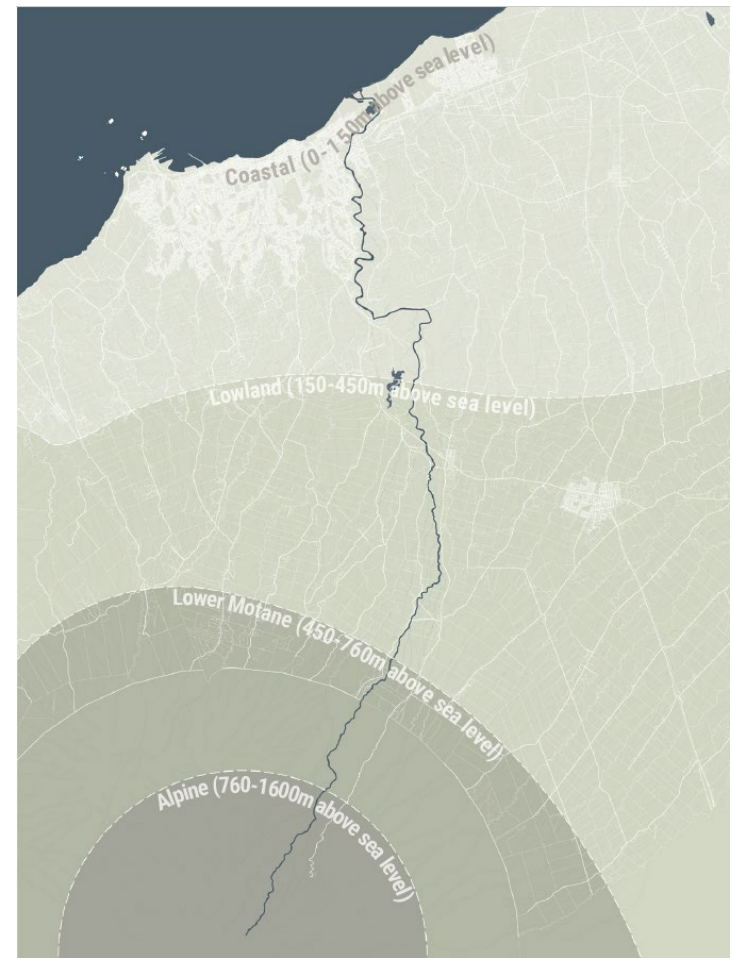 Coastal (0-150m above sea level)
Lowland (150-450m above sea level)
Lower Motane (450-760m above sea level)
Alpine (760-1600m above sea level)